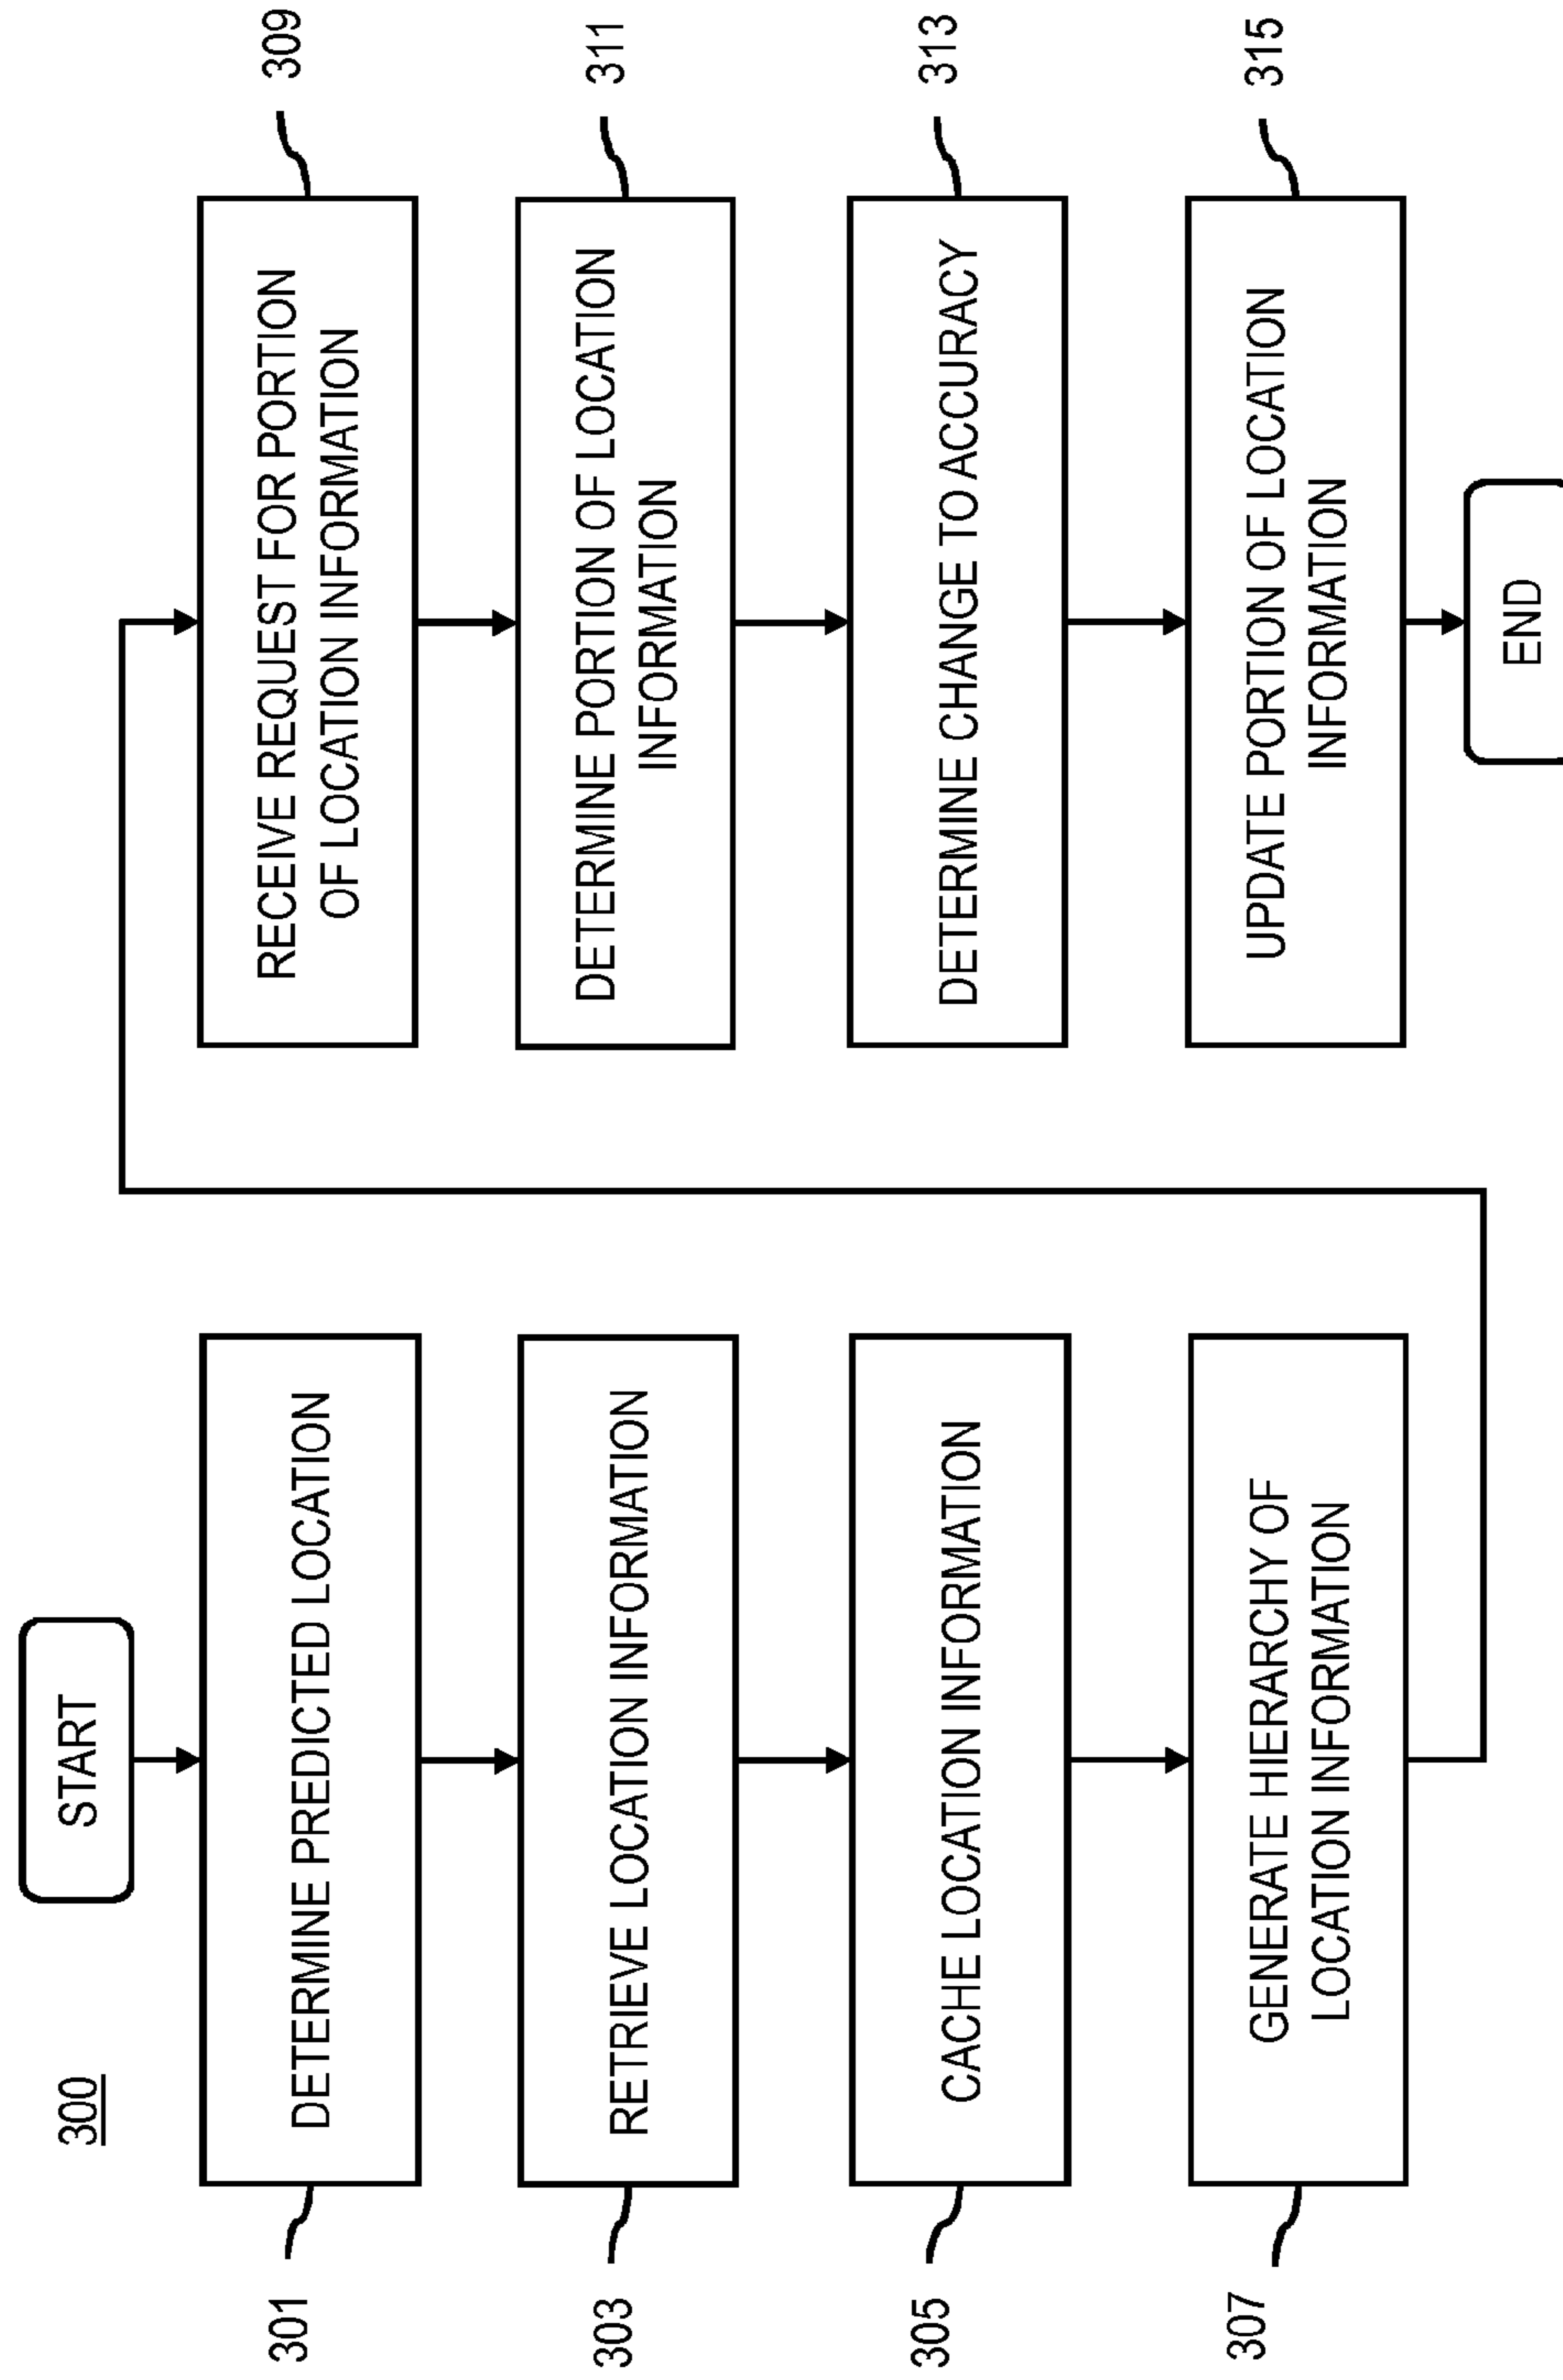 300
START
301
DETERMINE PREDICTED LOCATION
303
RETRIEVE LOCATION INFORMATION
305
CACHE LOCATION INFORMATION
307
GENERATE HIERARCHY OF
LOCATION INFORMATION
309
RECEIVE REQUEST FOR PORTION
OF LOCATION INFORMATION
311
DETERMINE PORTION OF LOCATION
INFORMATION
313
DETERMINE CHANGE TO ACCURACY
315
UPDATE PORTION OF LOCATION
INFORMATION
END